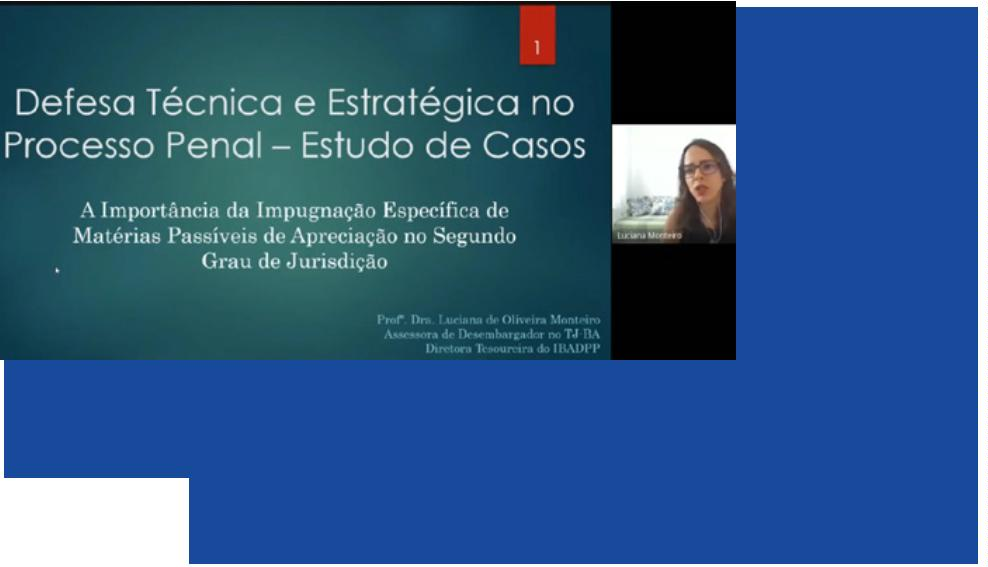 1
Defesa Técnica e Estratégica no
Processo Penal – Estudo de Casos
A Importância da Impugnação Específica de
Matérias Passíveis de Apreciação no Segundo
Grau de Jurisdição
Profª. Dra. Luciana de Oliveira Monteiro
Assessora de Desembargador no TJ-BA
Diretora Tesoureira do IBADPP
Luciana Monteiro